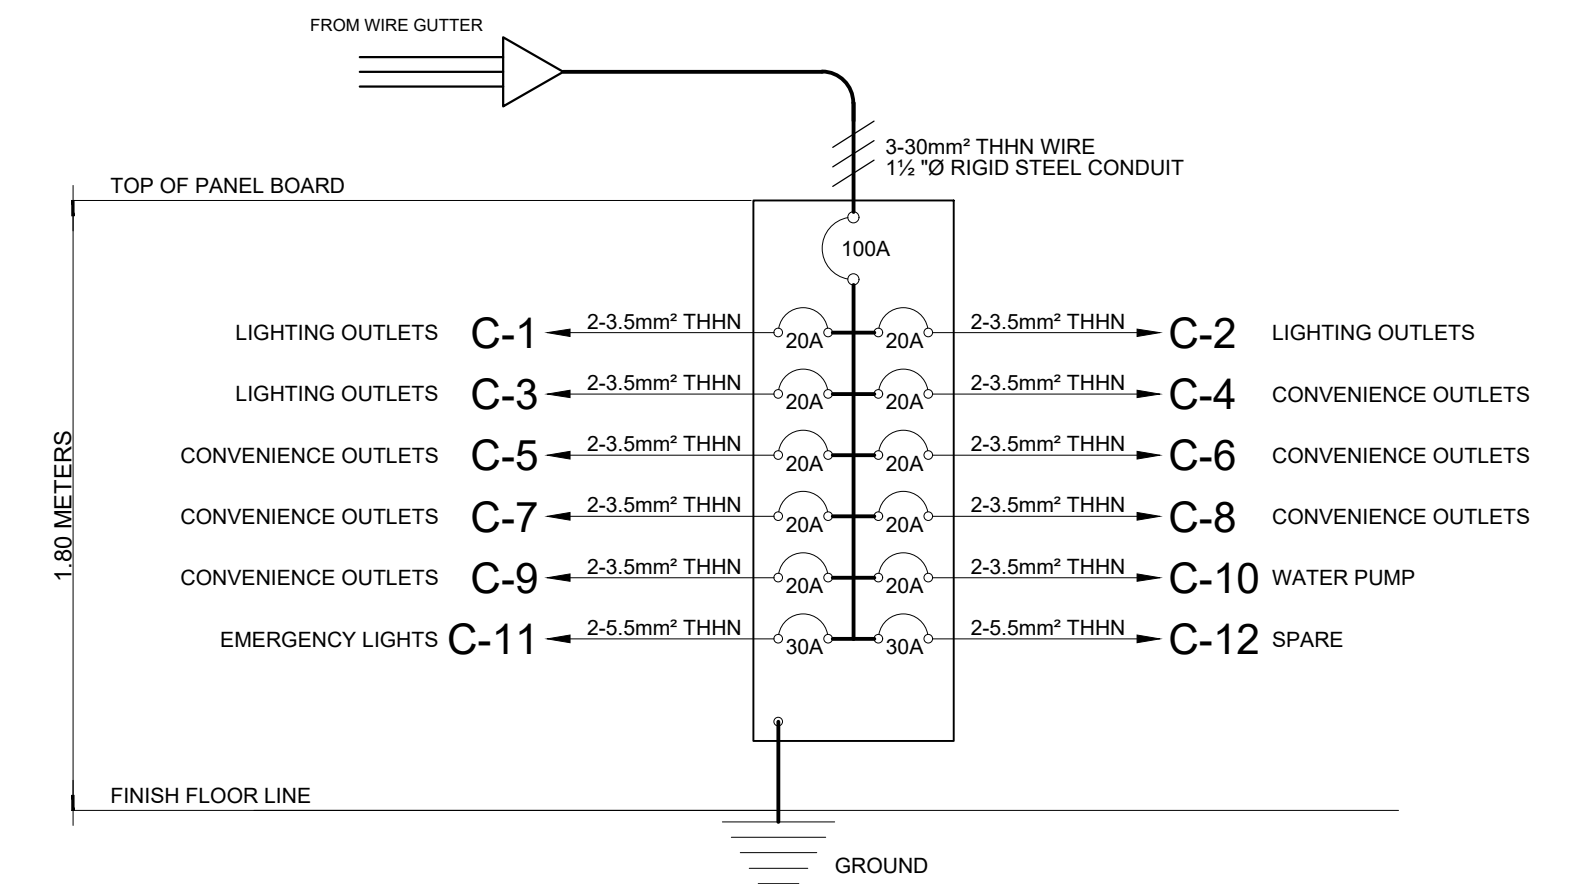 FROM WIRE GUTTER
3-30mm² THHN WIRE
1½ "Ø RIGID STEEL CONDUIT
TOP OF PANEL BOARD
100A
LIGHTING OUTLETS C-1 2-3.5mm² THHN 20A 20A 2-3.5mm² THHN C-2 LIGHTING OUTLETS
LIGHTING OUTLETS C-3 2-3.5mm² THHN 20A 20A 2-3.5mm² THHN C-4 CONVENIENCE OUTLETS
CONVENIENCE OUTLETS C-5 2-3.5mm² THHN 20A 20A 2-3.5mm² THHN C-6 CONVENIENCE OUTLETS
CONVENIENCE OUTLETS C-7 2-3.5mm² THHN 20A 20A 2-3.5mm² THHN C-8 CONVENIENCE OUTLETS
CONVENIENCE OUTLETS C-9 2-3.5mm² THHN 20A 20A 2-3.5mm² THHN C-10 WATER PUMP
EMERGENCY LIGHTS C-11 2-5.5mm² THHN 30A 30A 2-5.5mm² THHN C-12 SPARE
1.80 METERS
FINISH FLOOR LINE
GROUND